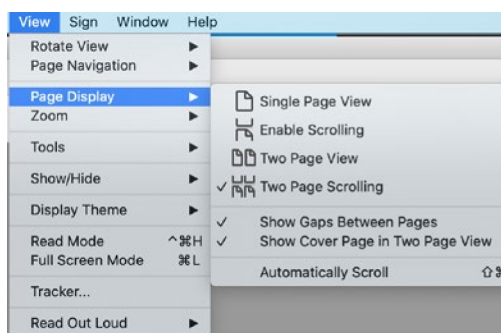 View Sign Window Help
Rotate View
Page Navigation
Page Display
Zoom
Tools
Show/Hide
Display Theme
Read Mode ^⌘H
Full Screen Mode ⌘L
Tracker...
Read Out Loud
Single Page View
Enable Scrolling
Two Page View
✓ Two Page Scrolling
✓ Show Gaps Between Pages
✓ Show Cover Page in Two Page View
Automatically Scroll ⇧⌘